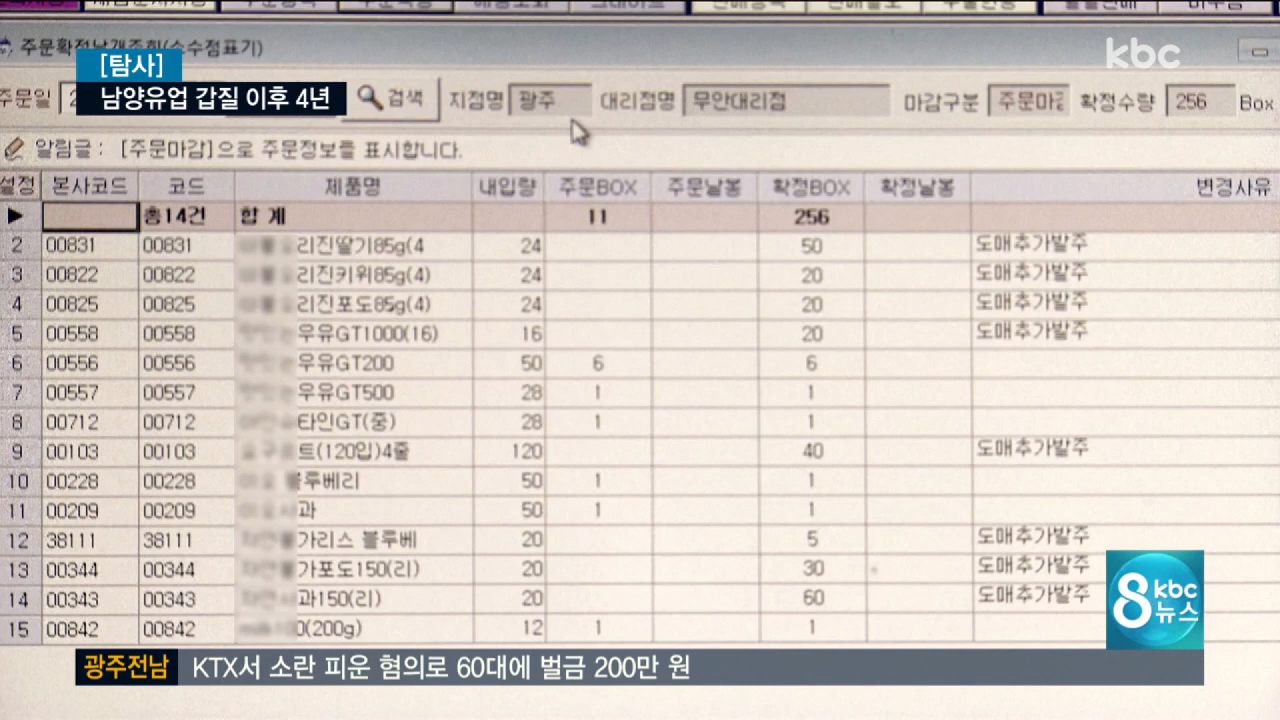 주문확정낱개조회(소수점표기)
kbc
[탐사]
남양유업 갑질 이후 4년
주문일 2 검색 지점명 광주 대리점명 무안대리점 마감구분 주문마감 확정수량 256 Box
알림글 : [주문마감]으로 주문정보를 표시합니다.
설정 본사코드 코드 제품명 내입량 주문BOX 주문낱봉 확정BOX 확정낱봉 변경사유
총14건 합 계 11 256
2 00831 00831 리진딸기85g(4 24 50 도매추가발주
3 00822 00822 리진키위85g(4) 24 20 도매추가발주
4 00825 00825 리진포도85g(4) 24 20 도매추가발주
5 00558 00558 우유GT1000(16) 16 20 도매추가발주
6 00556 00556 우유GT200 50 6 6
7 00557 00557 우유GT500 28 1 1
8 00712 00712 타인GT(중) 28 1 1
9 00103 00103 트(120입)4줄 120 40 도매추가발주
10 00228 00228 블루베리 50 1 1
11 00209 00209 과 50 1 1
12 38111 38111 가리스 블루베 20 5 도매추가발주
13 00344 00344 가포도150(리) 20 30 도매추가발주
14 00343 00343 과150(리) 20 60 도매추가발주
15 00842 00842 0(200g) 12 1 1
8 kbc 뉴스
광주전남 KTX서 소란 피운 혐의로 60대에 벌금 200만 원